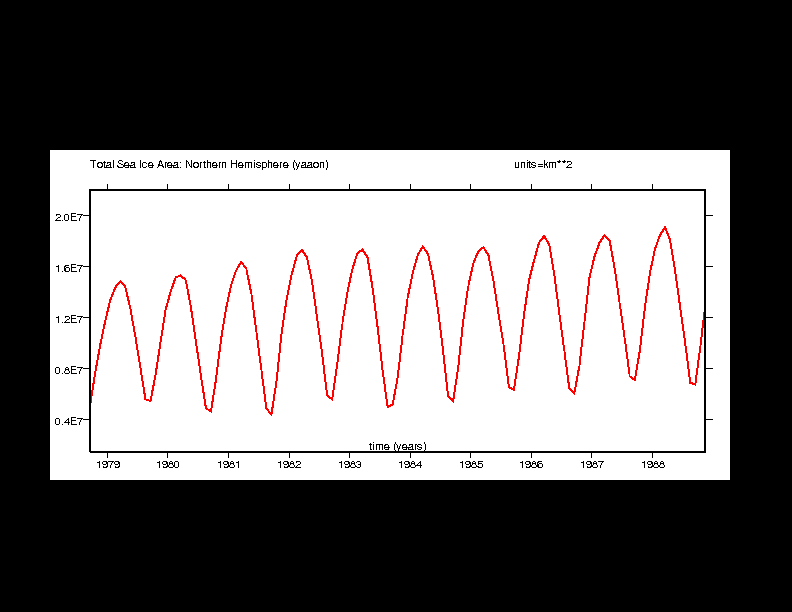 Total Sea Ice Area: Northern Hemisphere (yaaon) units=km**2
2.0E7
1.6E7
1.2E7
0.8E7
0.4E7
time (years)
1979 1980 1981 1982 1983 1984 1985 1986 1987 1988